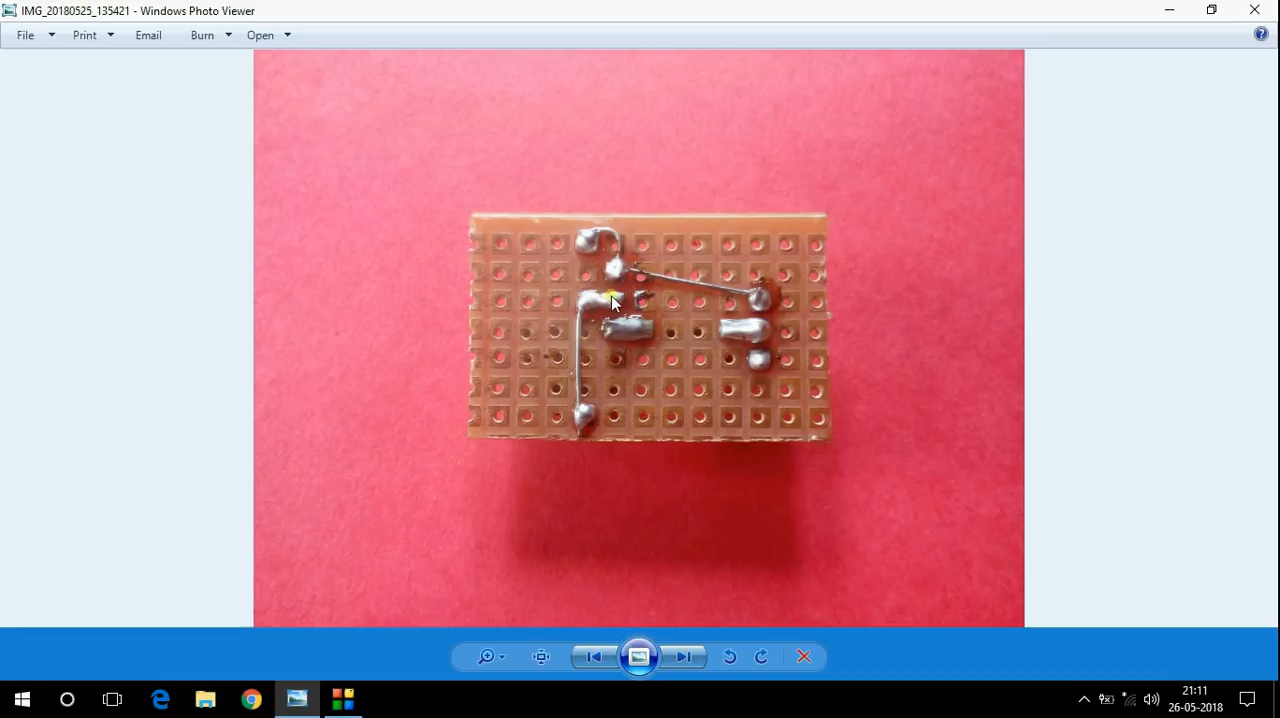 IMG_20180525_135421 - Windows Photo Viewer
File Print Email Burn Open
21:11
26-05-2018